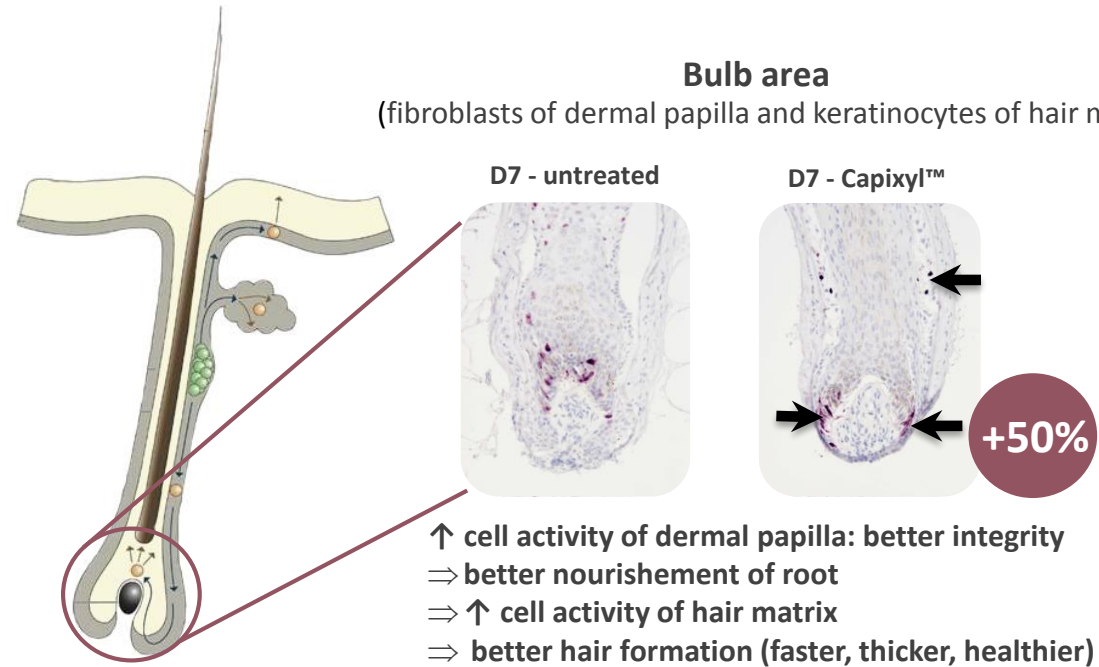 Bulb area
(fibroblasts of dermal papilla and keratinocytes of hair
D7 - untreated
D7 - Capixyl™
+50%
↑ cell activity of dermal papilla: better integrity
⇒ better nourishement of root
⇒ ↑ cell activity of hair matrix
⇒ better hair formation (faster, thicker, healthier)